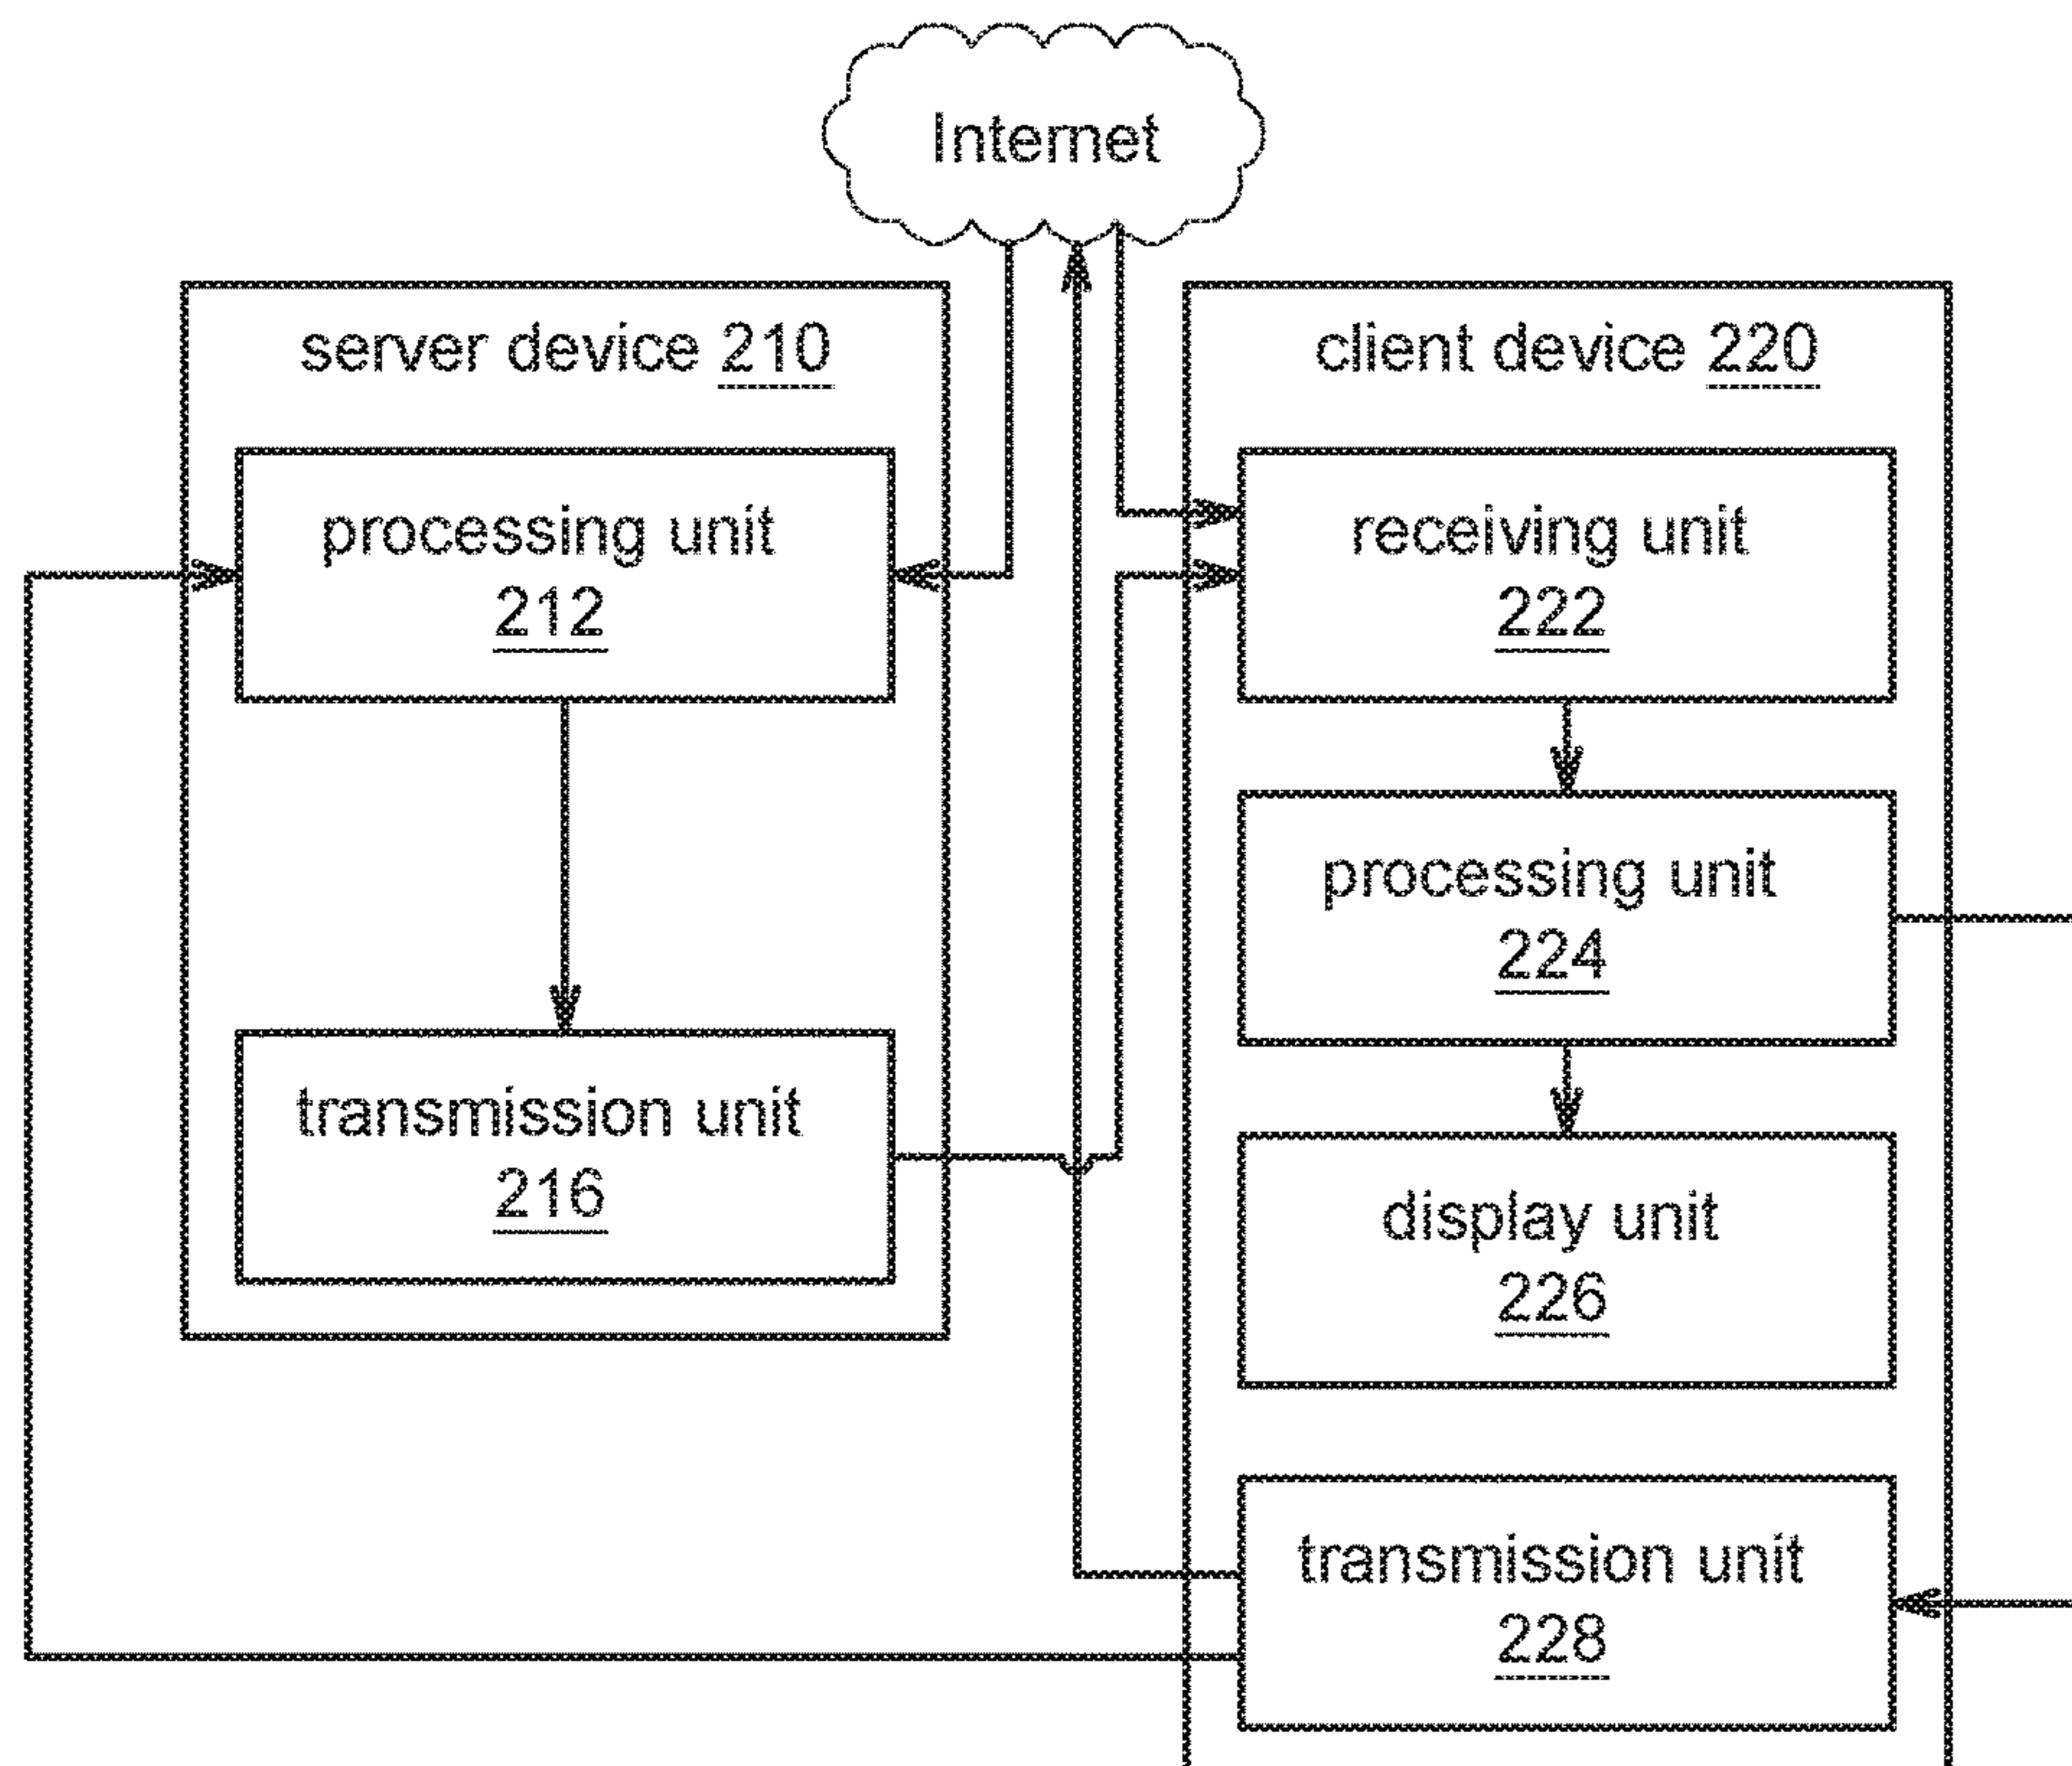 Internet
server device 210
processing unit
212
transmission unit
216
client device 220
receiving unit
222
processing unit
224
display unit
226
transmission unit
228